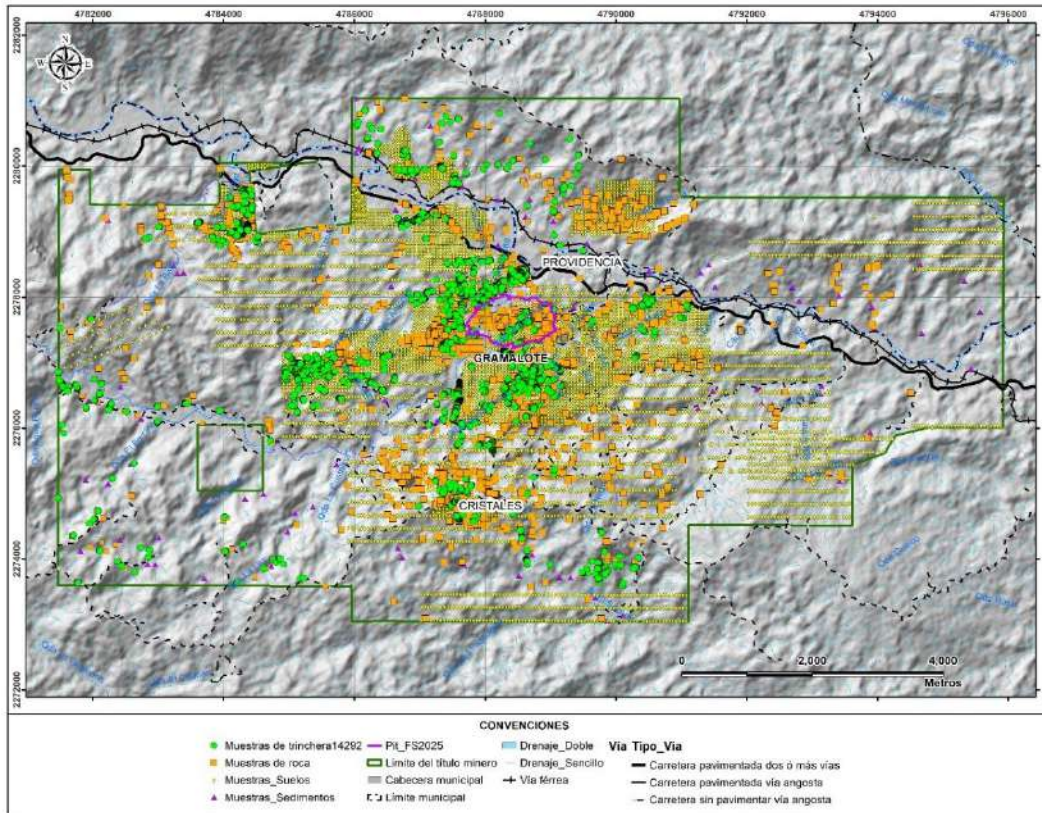 4782000 4784000 4786000 4788000 4790000 4792000 4794000 4796000
2282000
N
W E
S
2280000
PROVIDENCIA
2278000
GRAMALOTE
2276000
CRISTALES
2274000
2272000
0 2,000 4,000
Metros
CONVENCIONES
Muestras de trinchera14292 Pit_FS2025 Drenaje_Doble Vía Tipo_Via
Muestras de roca Límite del título minero Drenaje_Sencillo Carretera pavimentada dos ó más vías
Muestras_Suelos Cabecera municipal Vía férrea Carretera pavimentada vía angosta
Muestras_Sedimentos Límite municipal Carretera sin pavimentar vía angosta